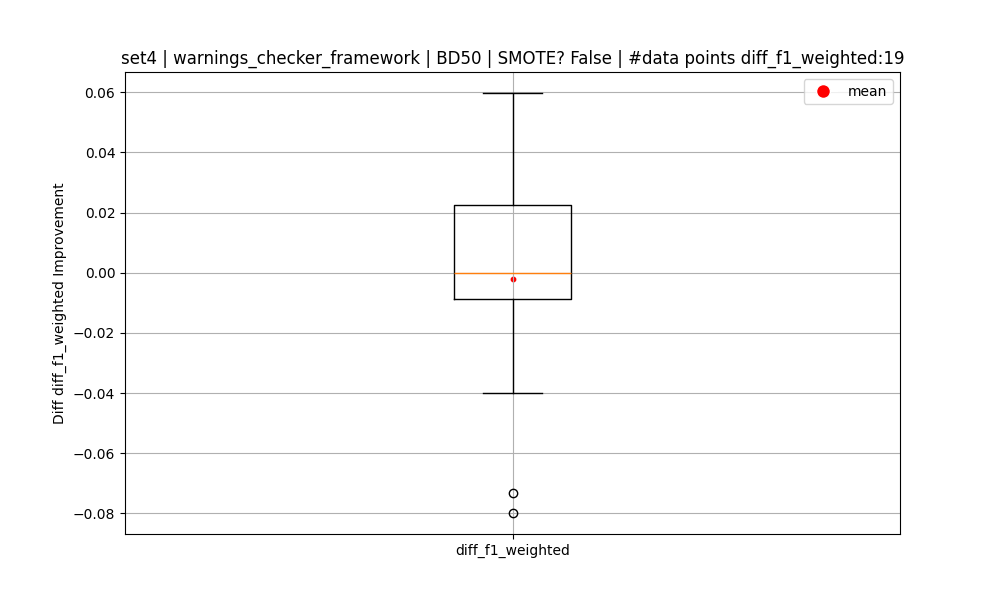 set4 | warnings_checker_framework | BD50 | SMOTE? False | #data points diff_f1_weighted:19
mean
Diff diff_f1_weighted Improvement
0.06
0.04
0.02
0.00
−0.02
−0.04
−0.06
−0.08
diff_f1_weighted